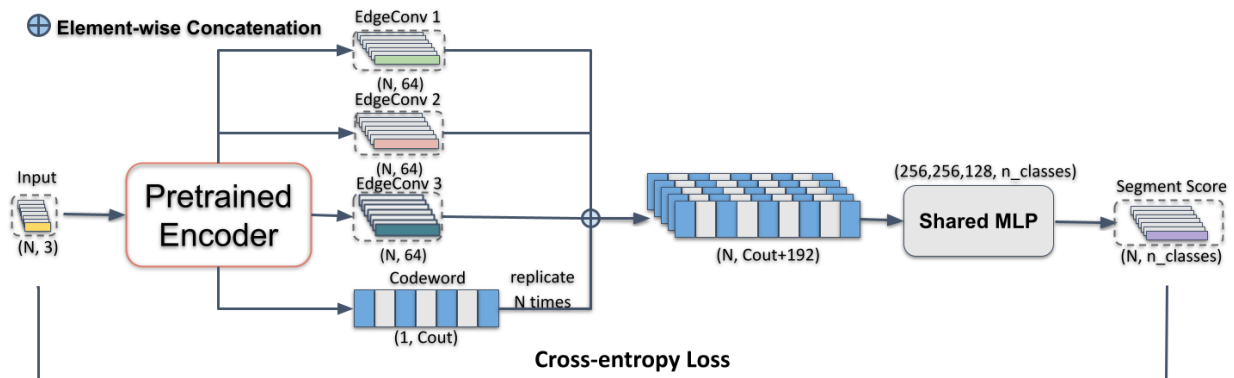 Element-wise Concatenation
EdgeConv 1
(N, 64)
EdgeConv 2
(N, 64)
EdgeConv 3
(N, 64)
Input
(N, 3)
Pretrained
Encoder
Codeword
(1, Cout)
replicate
N times
(N, Cout+192)
(256,256,128, n_classes)
Shared MLP
Segment Score
(N, n_classes)
Cross-entropy Loss